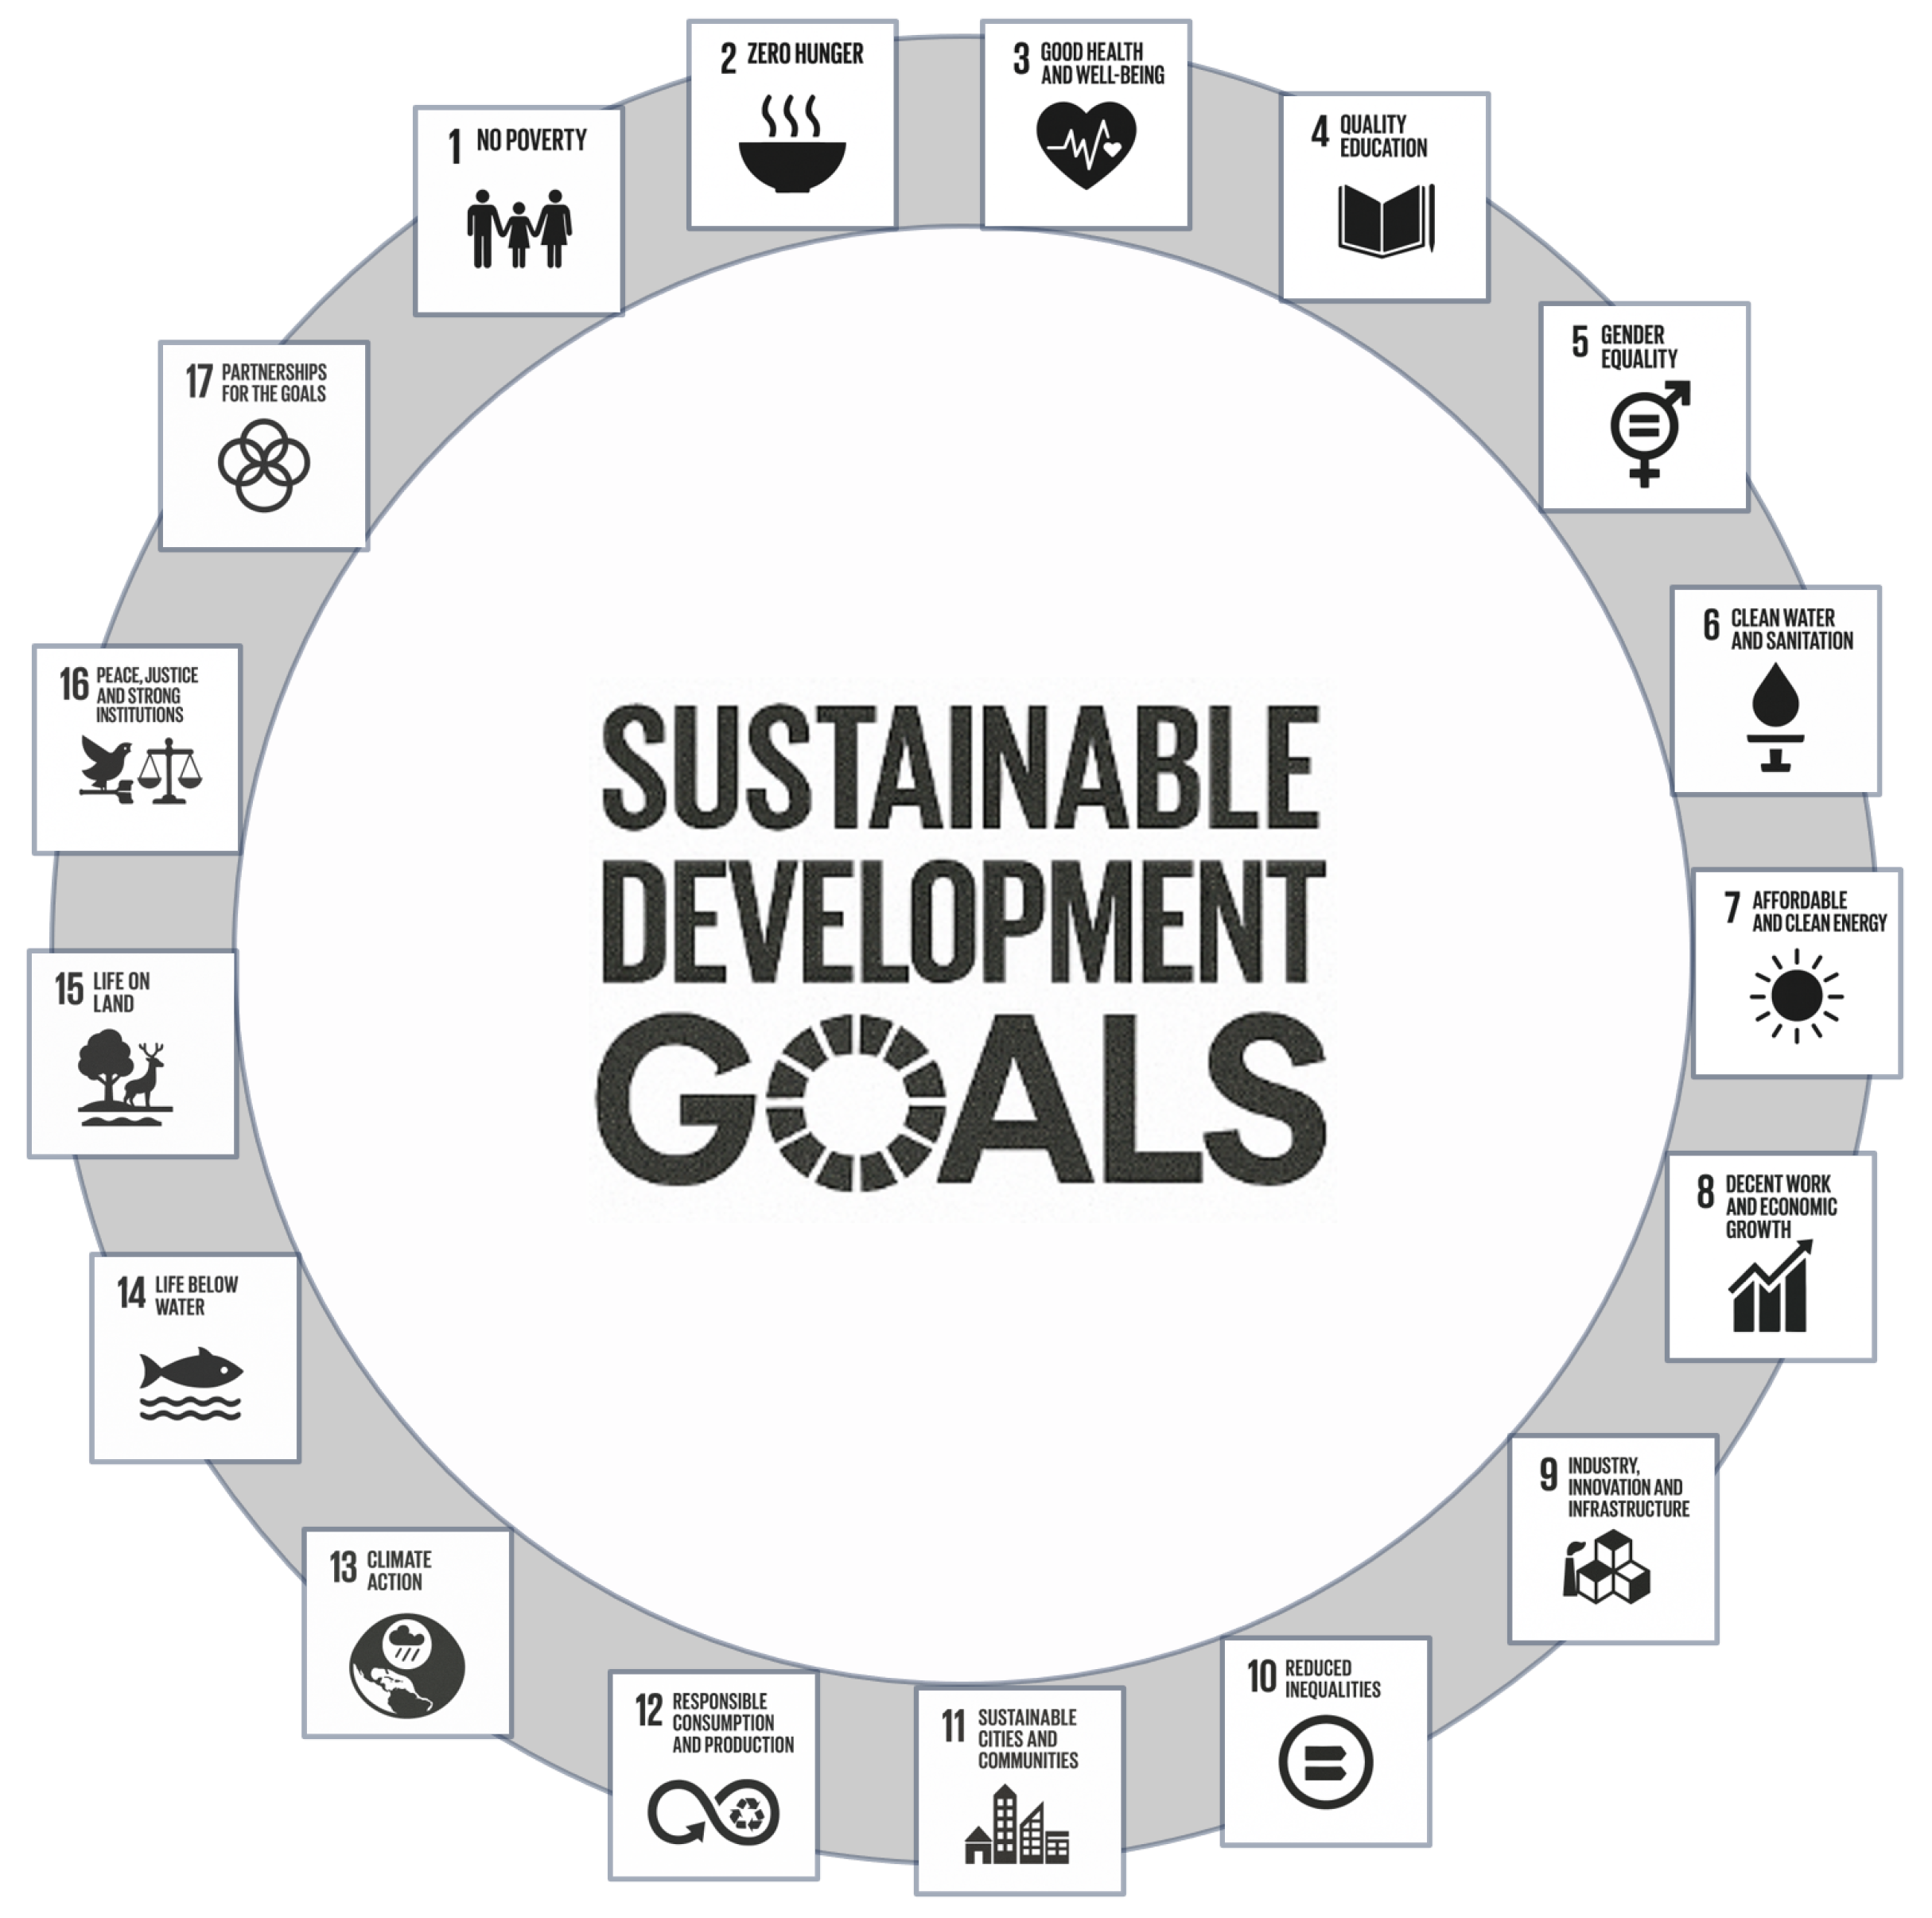 1 NO POVERTY
2 ZERO HUNGER
3 GOOD HEALTH
AND WELL-BEING
4 QUALITY
EDUCATION
5 GENDER
EQUALITY
6 CLEAN WATER
AND SANITATION
7 AFFORDABLE
AND CLEAN ENERGY
8 DECENT WORK
AND ECONOMIC
GROWTH
9 INDUSTRY,
INNOVATION AND
INFRASTRUCTURE
10 REDUCED
INEQUALITIES
11 SUSTAINABLE
CITIES AND
COMMUNITIES
12 RESPONSIBLE
CONSUMPTION
AND PRODUCTION
13 CLIMATE
ACTION
14 LIFE BELOW
WATER
15 LIFE ON
LAND
16 PEACE, JUSTICE
AND STRONG
INSTITUTIONS
17 PARTNERSHIPS
FOR THE GOALS
SUSTAINABLE
DEVELOPMENT
GOALS